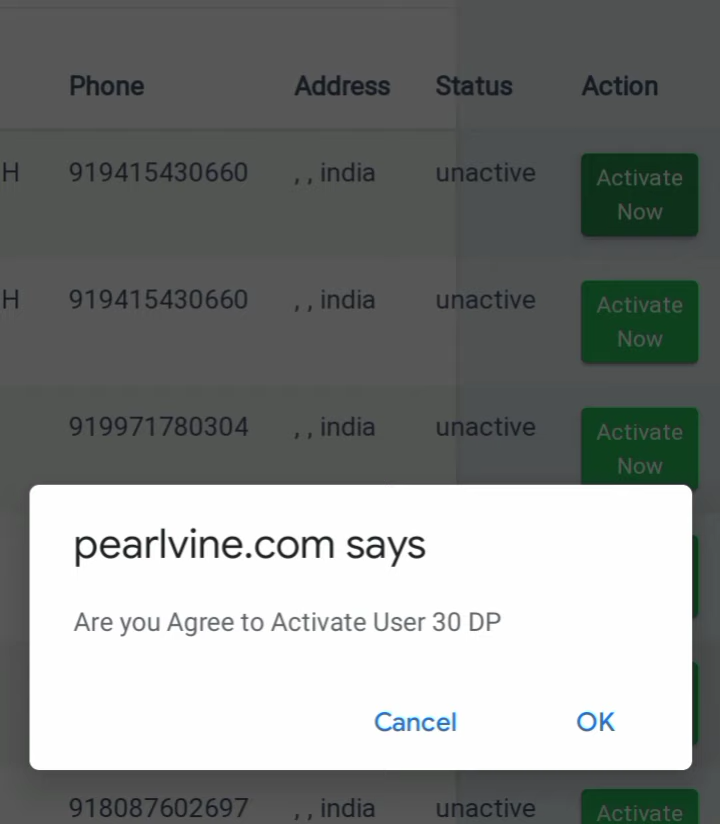 Phone Address Status Action
H 919415430660 , , india unactive Activate Now
H 919415430660 , , india unactive Activate Now
919971780304 , , india unactive Activate Now
pearlvine.com says
Are you Agree to Activate User 30 DP
Cancel OK
918087602697 , , india unactive Activate